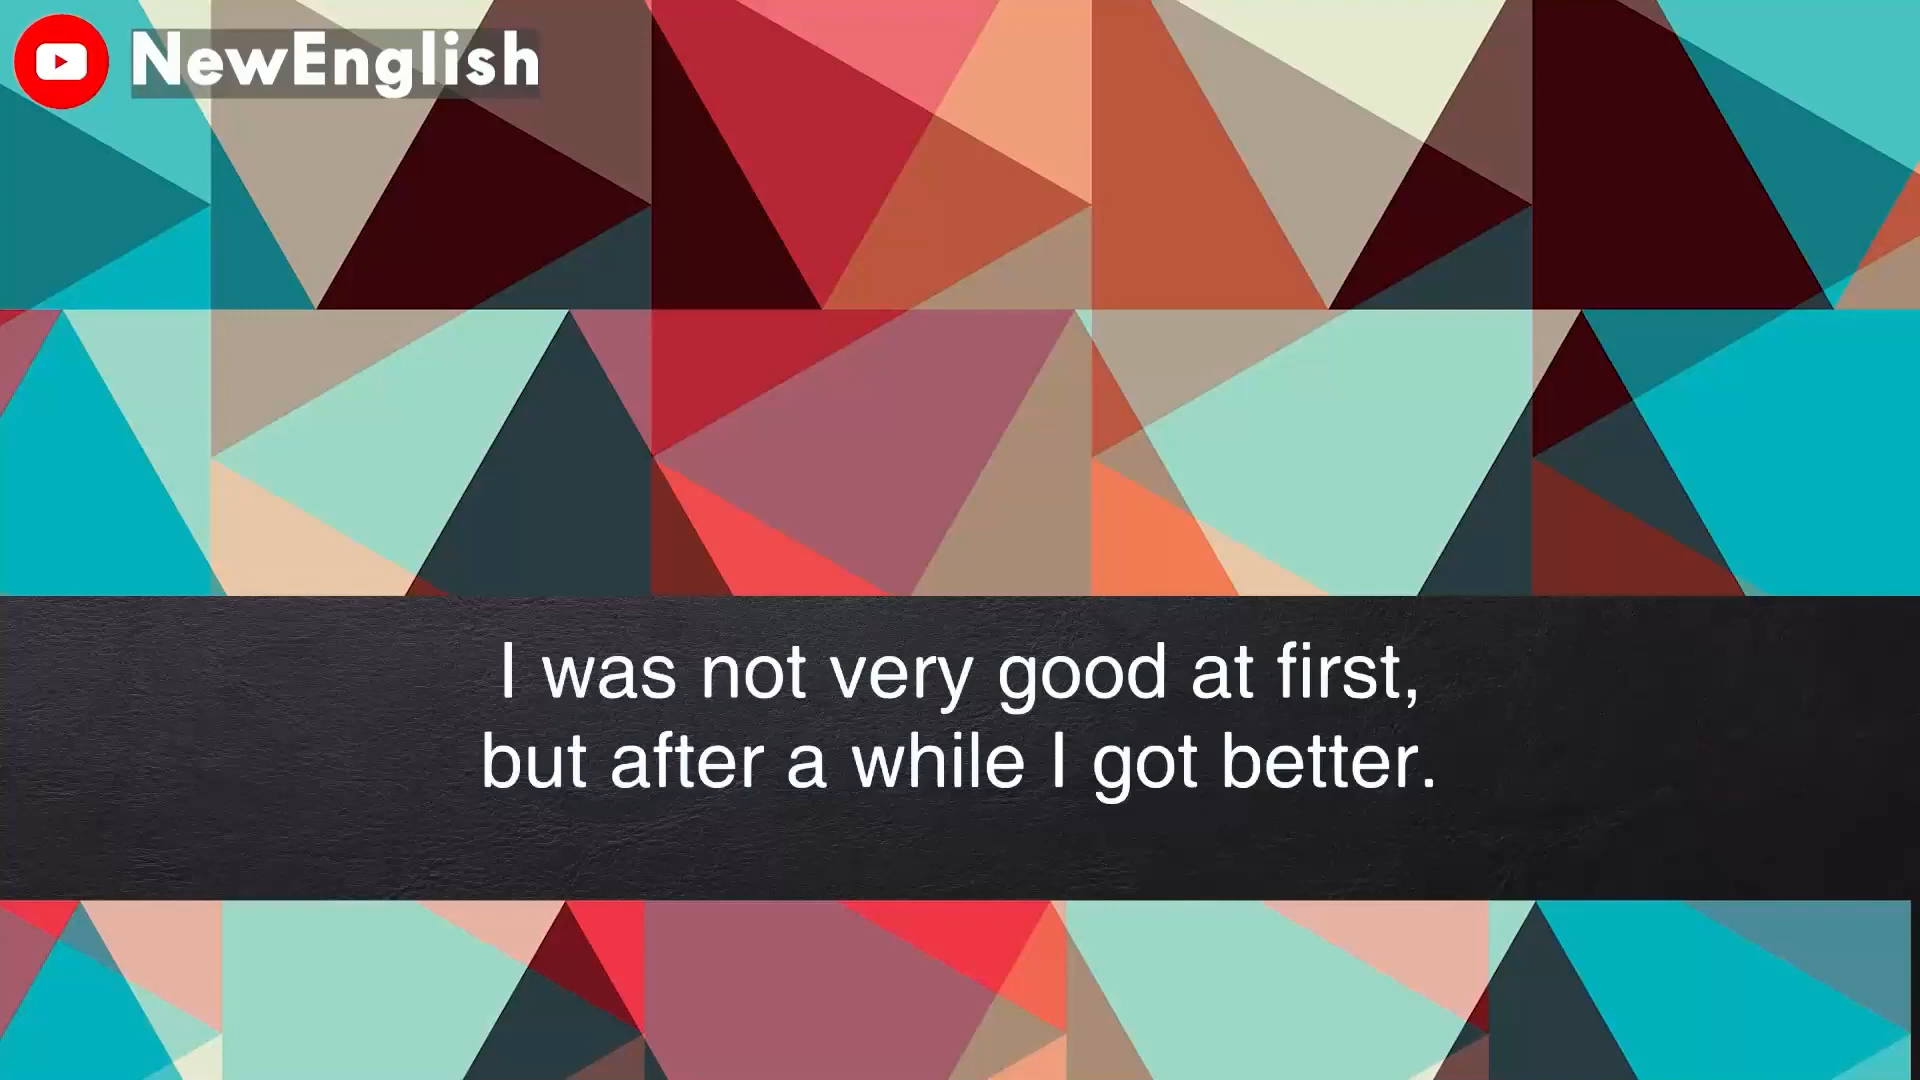 NewEnglish
I was not very good at first,
but after a while I got better.